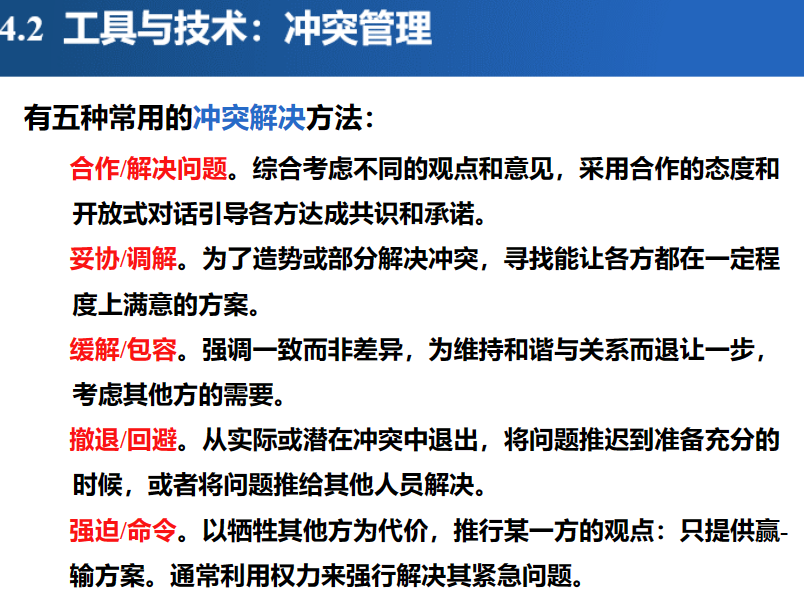 4.2 工具与技术：冲突管理
有五种常用的冲突解决方法：
合作/解决问题。综合考虑不同的观点和意见，采用合作的态度和
开放式对话引导各方达成共识和承诺。
妥协/调解。为了造势或部分解决冲突，寻找能让各方都在一定程
度上满意的方案。
缓解/包容。强调一致而非差异，为维持和谐与关系而退让一步，
考虑其他方的需要。
撤退/回避。从实际或潜在冲突中退出，将问题推迟到准备充分的
时候，或者将问题推给其他人员解决。
强迫/命令。以牺牲其他方为代价，推行某一方的观点：只提供赢-
输方案。通常利用权力来强行解决其紧急问题。